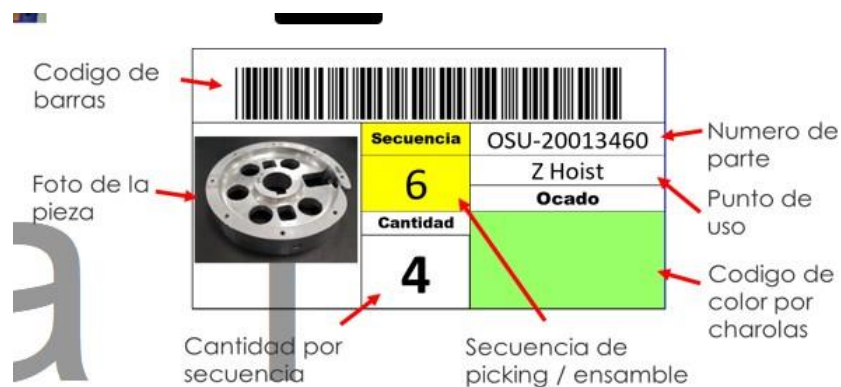 Codigo de
barras
Secuencia
OSU-20013460
Numero de
parte
Foto de la
pieza
6
Z Hoist
Ocado
Punto de
uso
Cantidad
4
Codigo de
color por
charolas
Cantidad por
secuencia
Secuencia de
picking / ensamble
a